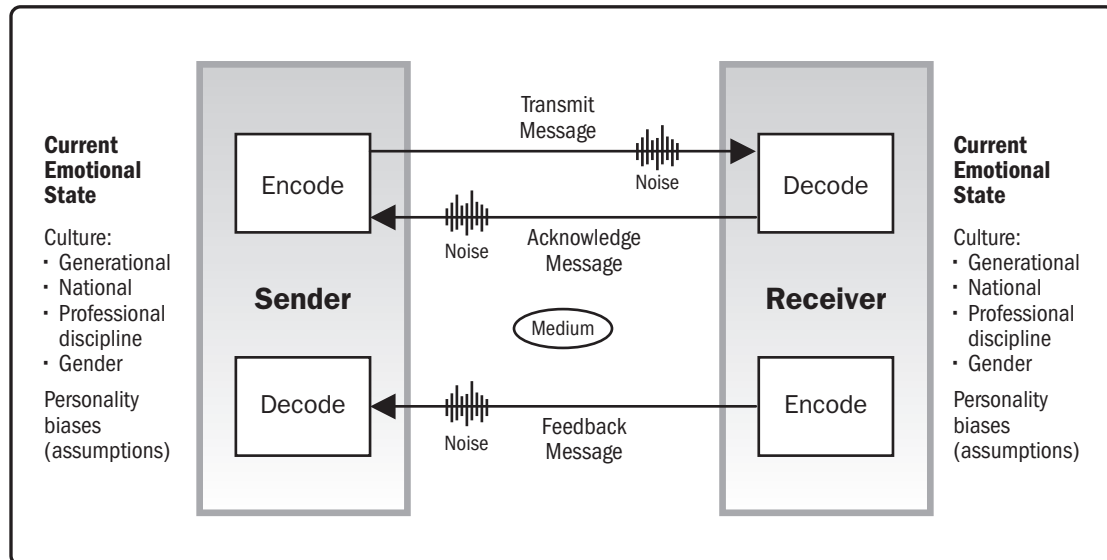 Current
Emotional
State
Culture:
· Generational
· National
· Professional
discipline
· Gender
Personality
biases
(assumptions)
Encode
Sender
Decode
Transmit
Message
Noise
Noise
Acknowledge
Message
Medium
Noise
Feedback
Message
Decode
Receiver
Encode
Current
Emotional
State
Culture:
· Generational
· National
· Professional
discipline
· Gender
Personality
biases
(assumptions)